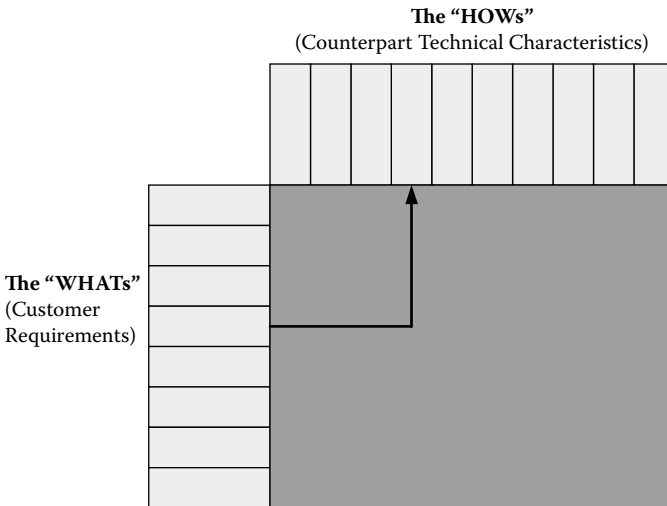 The “HOWs”
(Counterpart Technical Characteristics)
The “WHATs”
(Customer
Requirements)